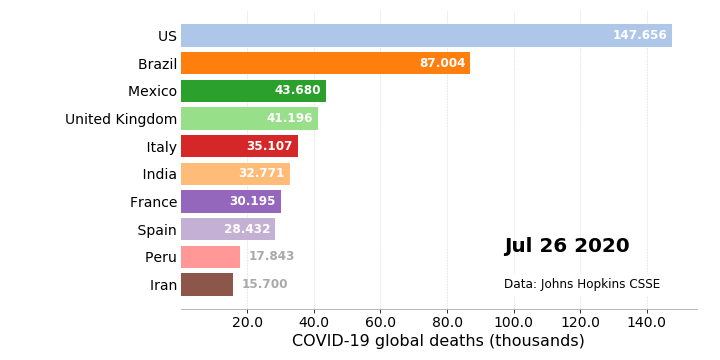 US 147.656
Brazil 87.004
Mexico 43.680
United Kingdom 41.196
Italy 35.107
India 32.771
France 30.195
Spain 28.432
Peru 17.843
Iran 15.700
Jul 26 2020
Data: Johns Hopkins CSSE
20.0 40.0 60.0 80.0 100.0 120.0 140.0
COVID-19 global deaths (thousands)